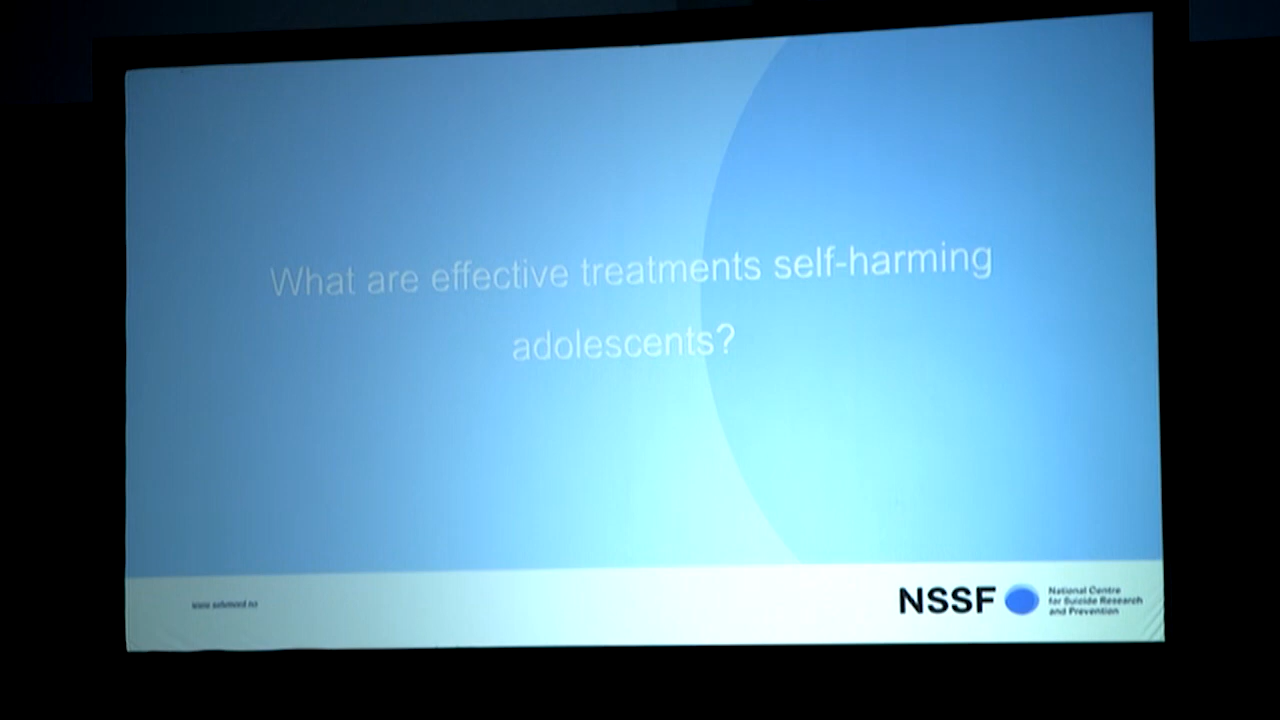 What are effective treatments self-harming
adolescents?
NSSF
National Centre
for Suicide Research
and Prevention